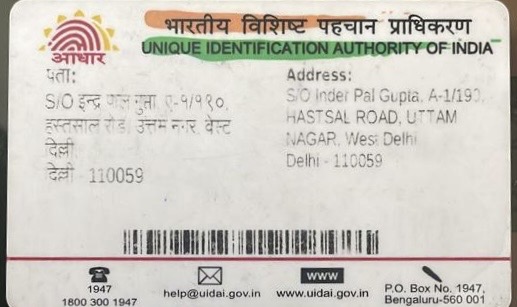 भारतीय विशिष्ट पहचान प्राधिकरण
UNIQUE IDENTIFICATION AUTHORITY OF INDIA
आधार
पता:
S/O इन्द्र पाल गुप्ता, ए-१/१९०,
हस्तसाल रोड, उत्तम नगर, वेस्ट
दिल्ली,
देल्ली - 110059
Address:
S/O Inder Pal Gupta, A-1/190,
HASTSAL ROAD, UTTAM
NAGAR, West Delhi
Delhi - 110059
1947
1800 300 1947
help@uidai.gov.in
www
www.uidai.gov.in
P.O. Box No. 1947,
Bengaluru-560 001